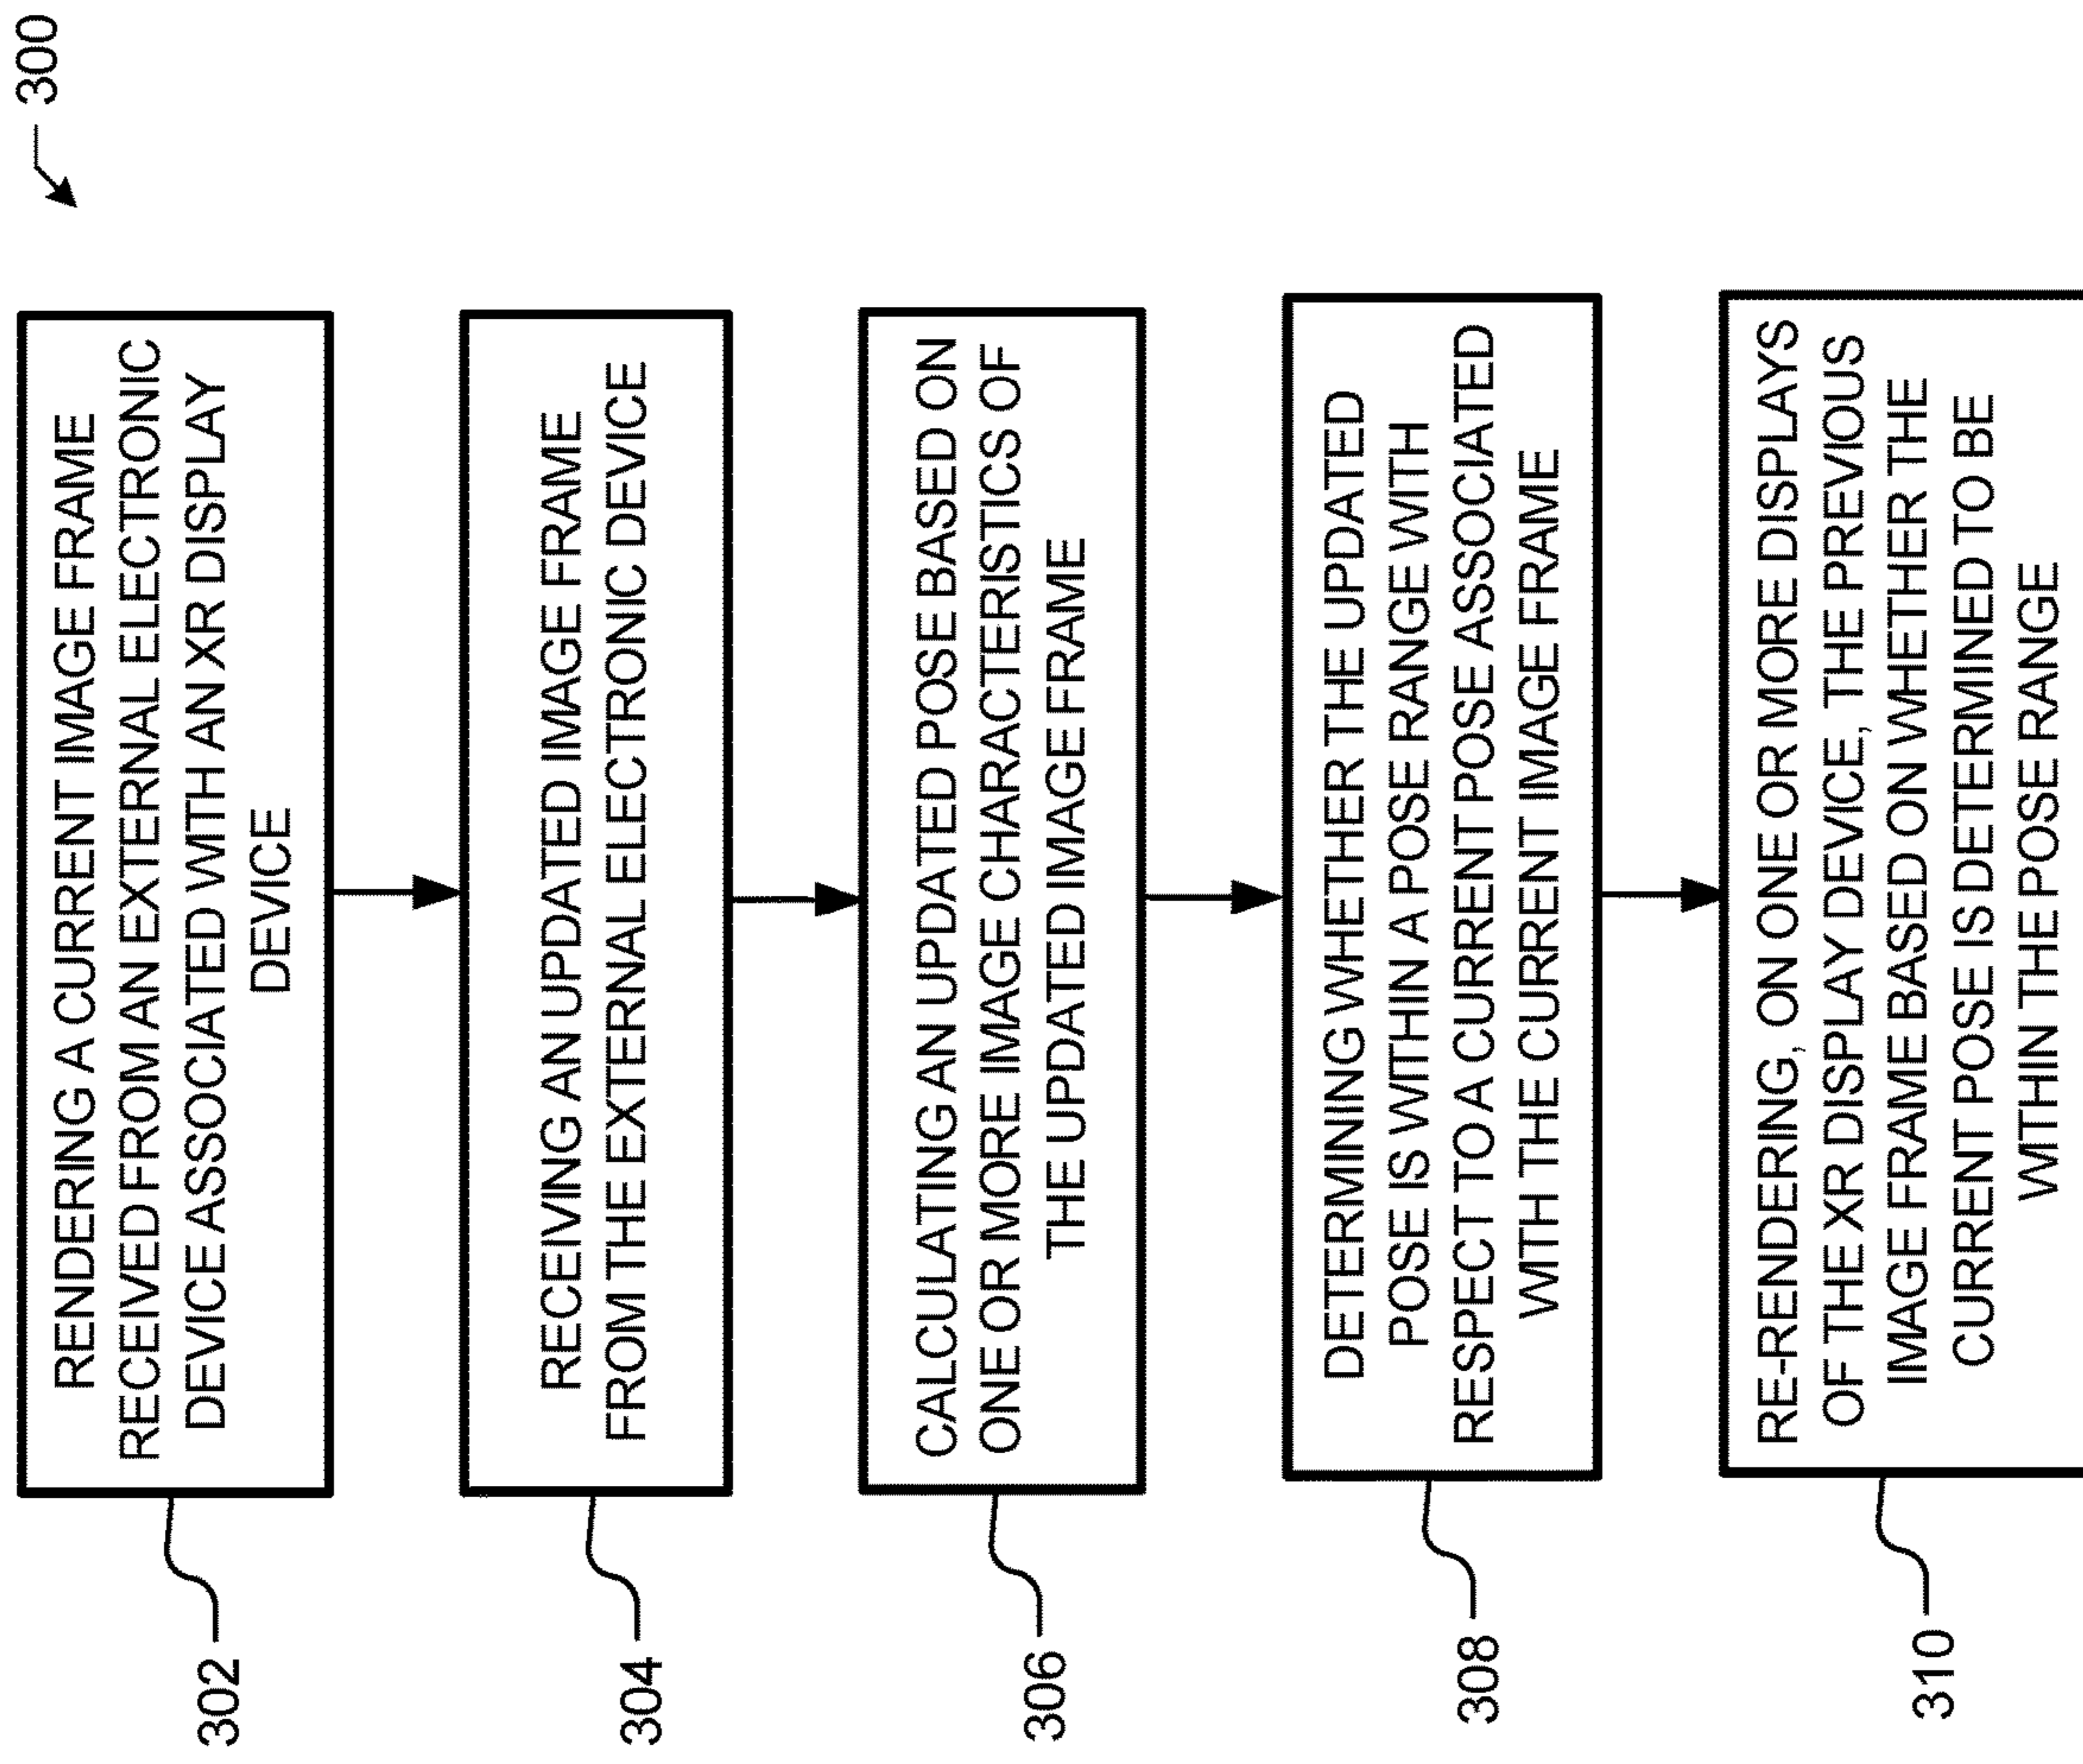 300
302
RENDERING A CURRENT IMAGE FRAME
RECEIVED FROM AN EXTERNAL ELECTRONIC
DEVICE ASSOCIATED WITH AN XR DISPLAY
DEVICE
304
RECEIVING AN UPDATED IMAGE FRAME
FROM THE EXTERNAL ELECTRONIC DEVICE
306
CALCULATING AN UPDATED POSE BASED ON
ONE OR MORE IMAGE CHARACTERISTICS OF
THE UPDATED IMAGE FRAME
308
DETERMINING WHETHER THE UPDATED
POSE IS WITHIN A POSE RANGE WITH
RESPECT TO A CURRENT POSE ASSOCIATED
WITH THE CURRENT IMAGE FRAME
310
RE-RENDERING, ON ONE OR MORE DISPLAYS
OF THE XR DISPLAY DEVICE, THE PREVIOUS
IMAGE FRAME BASED ON WHETHER THE
CURRENT POSE IS DETERMINED TO BE
WITHIN THE POSE RANGE